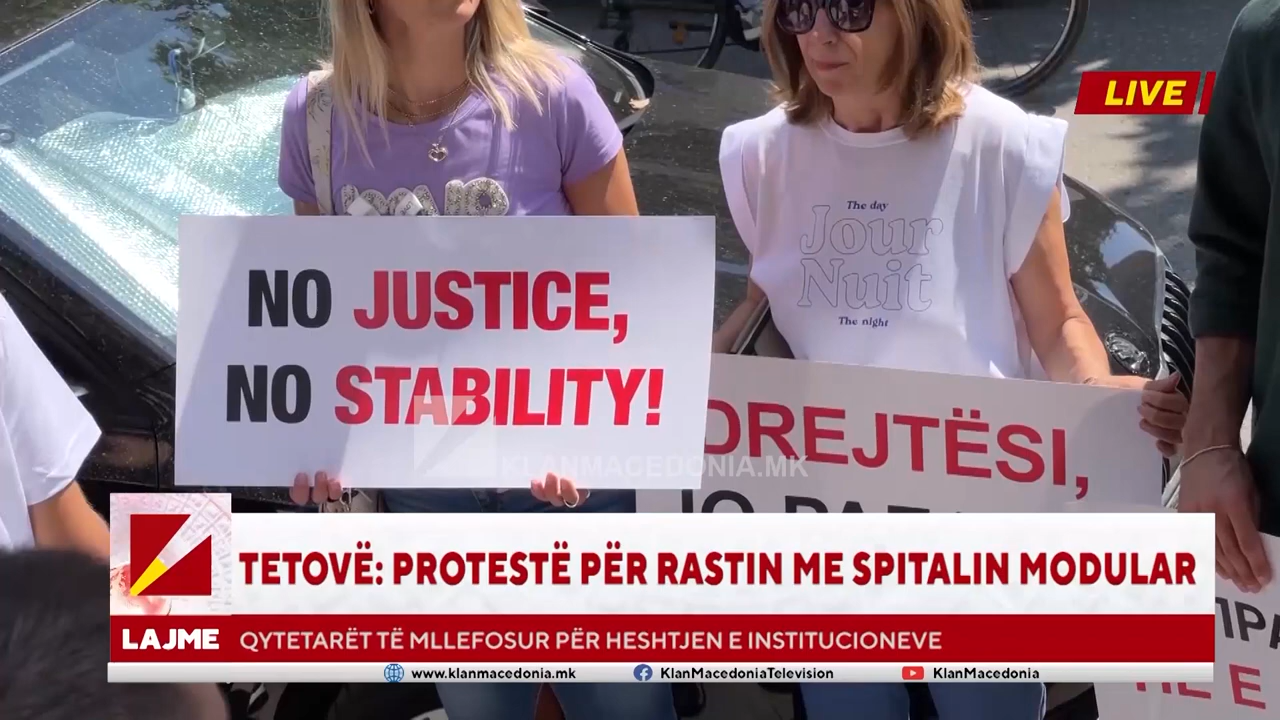 LIVE
The day
Jour
Nuit
The night
NO JUSTICE,
NO STABILITY!
DREJTËSI,
KLANMACEDONIA.MK
TETOVË: PROTESTË PËR RASTIN ME SPITALIN MODULAR
LAJME
QYTETARËT TË MLLEFOSUR PËR HESHTJEN E INSTITUCIONEVE
www.klanmacedonia.mk
KlanMacedoniaTelevision
KlanMacedonia